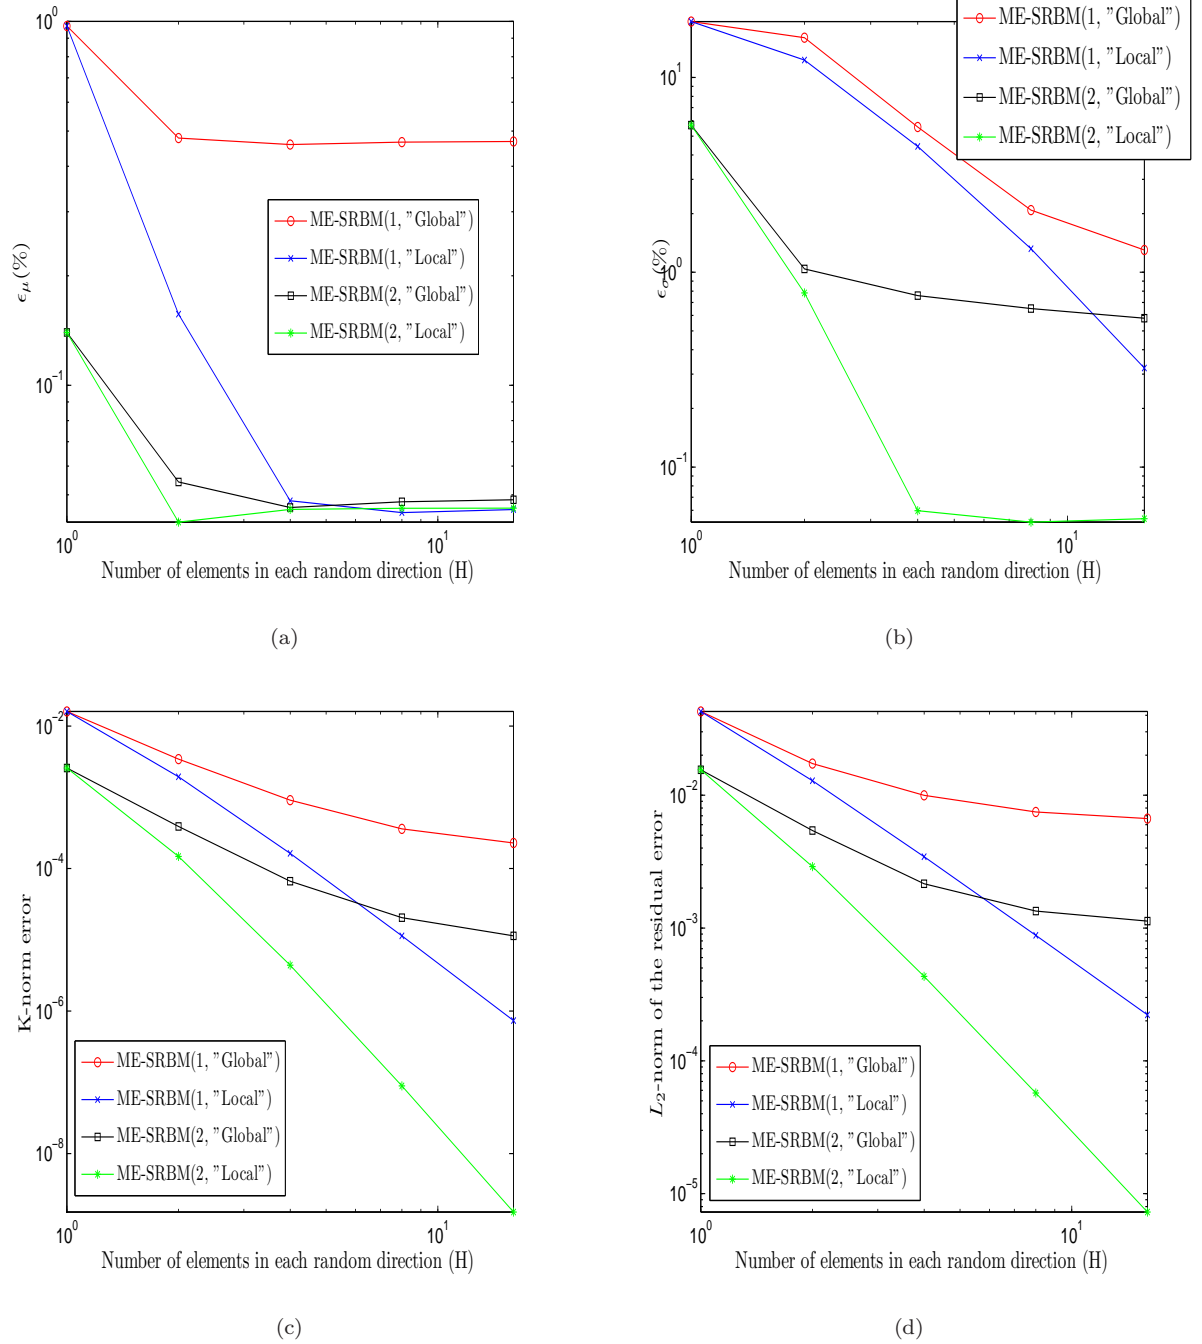 10^0
10^-1
ϵ_μ(%)
ME-SRBM(1, "Global")
ME-SRBM(1, "Local")
ME-SRBM(2, "Global")
ME-SRBM(2, "Local")
10^0
10^1
Number of elements in each random direction (H)
(a)
10^1
10^0
10^-1
ϵ_σ(%)
ME-SRBM(1, "Global")
ME-SRBM(1, "Local")
ME-SRBM(2, "Global")
ME-SRBM(2, "Local")
10^0
10^1
Number of elements in each random direction (H)
(b)
10^-2
10^-4
10^-6
10^-8
K-norm error
ME-SRBM(1, "Global")
ME-SRBM(1, "Local")
ME-SRBM(2, "Global")
ME-SRBM(2, "Local")
10^0
10^1
Number of elements in each random direction (H)
(c)
10^-2
10^-3
10^-4
10^-5
L_2-norm of the residual error
ME-SRBM(1, "Global")
ME-SRBM(1, "Local")
ME-SRBM(2, "Global")
ME-SRBM(2, "Local")
10^0
10^1
Number of elements in each random direction (H)
(d)